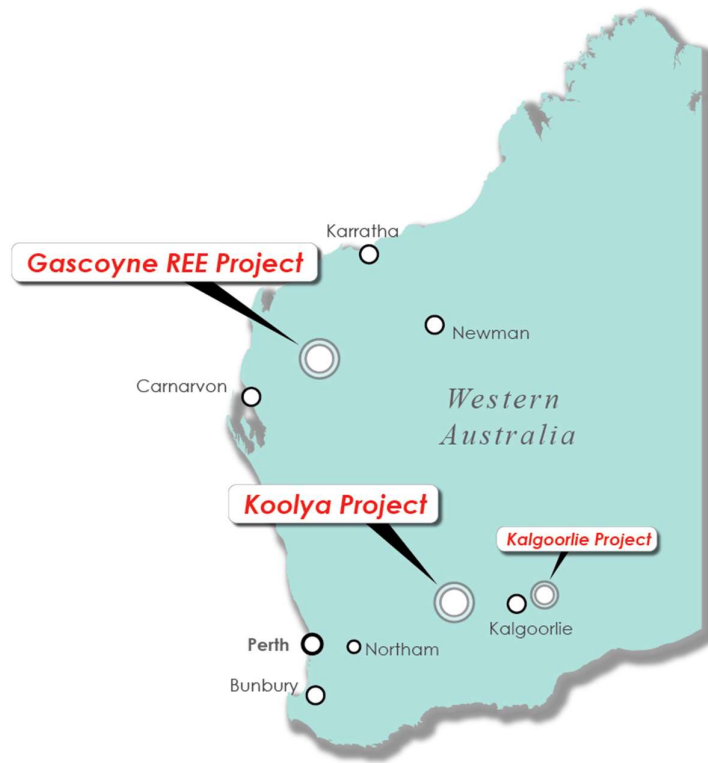 Karratha
Gascoyne REE Project
Newman
Carnarvon
Western
Australia
Koolya Project
Kalgoorlie Project
Kalgoorlie
Perth
Northam
Bunbury